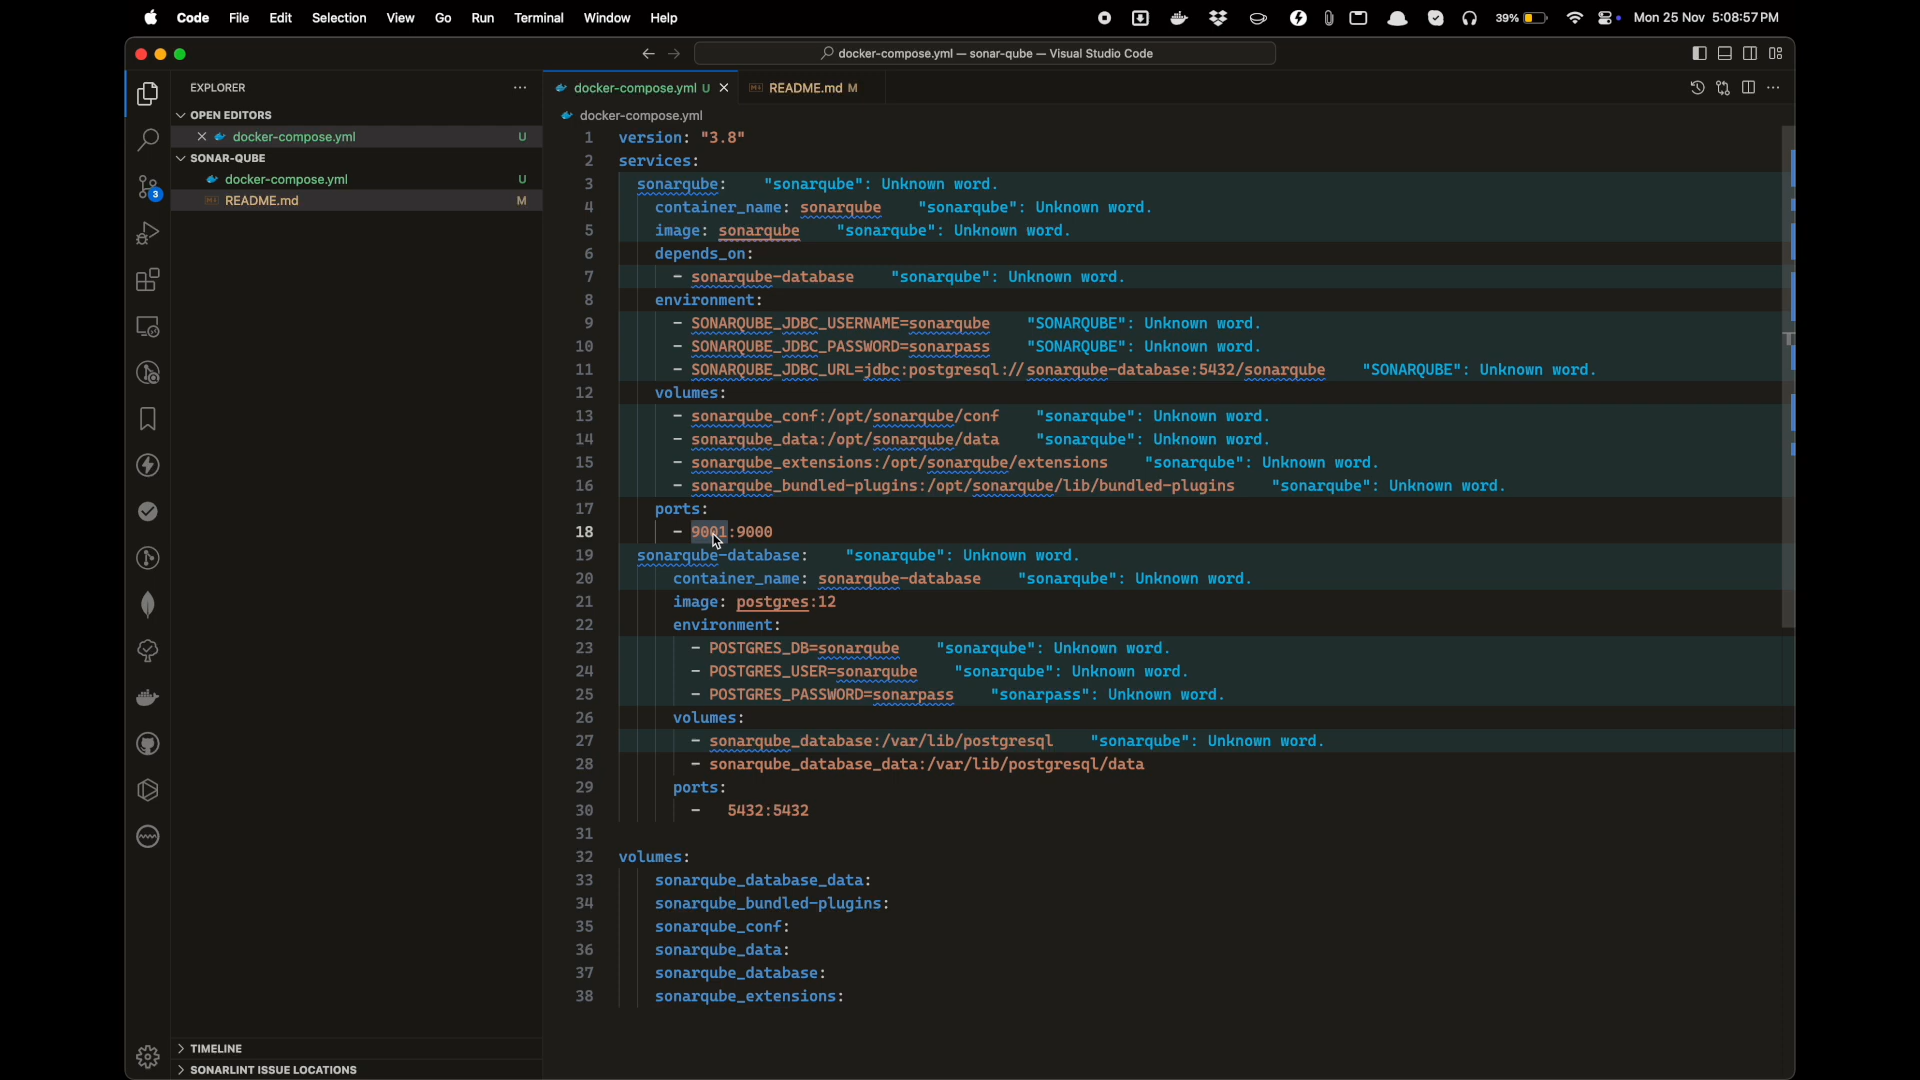 Code File Edit Selection View Go Run Terminal Window Help 39% Mon 25 Nov 5:08:57 PM
docker-compose.yml — sonar-qube — Visual Studio Code
EXPLORER
OPEN EDITORS
docker-compose.yml U
SONAR-QUBE
docker-compose.yml U
README.md M
3
TIMELINE
SONARLINT ISSUE LOCATIONS
docker-compose.yml U README.md M
docker-compose.yml
1 version: "3.8"
2 services:
3 sonarqube: "sonarqube": Unknown word.
4 container_name: sonarqube "sonarqube": Unknown word.
5 image: sonarqube "sonarqube": Unknown word.
6 depends_on:
7 - sonarqube-database "sonarqube": Unknown word.
8 environment:
9 - SONARQUBE_JDBC_USERNAME=sonarqube "SONARQUBE": Unknown word.
10 - SONARQUBE_JDBC_PASSWORD=sonarpass "SONARQUBE": Unknown word.
11 - SONARQUBE_JDBC_URL=jdbc:postgresql://sonarqube-database:5432/sonarqube "SONARQUBE": Unknown word.
12 volumes:
13 - sonarqube_conf:/opt/sonarqube/conf "sonarqube": Unknown word.
14 - sonarqube_data:/opt/sonarqube/data "sonarqube": Unknown word.
15 - sonarqube_extensions:/opt/sonarqube/extensions "sonarqube": Unknown word.
16 - sonarqube_bundled-plugins:/opt/sonarqube/lib/bundled-plugins "sonarqube": Unknown word.
17 ports:
18 - 9001:9000
19 sonarqube-database: "sonarqube": Unknown word.
20 container_name: sonarqube-database "sonarqube": Unknown word.
21 image: postgres:12
22 environment:
23 - POSTGRES_DB=sonarqube "sonarqube": Unknown word.
24 - POSTGRES_USER=sonarqube "sonarqube": Unknown word.
25 - POSTGRES_PASSWORD=sonarpass "sonarpass": Unknown word.
26 volumes:
27 - sonarqube_database:/var/lib/postgresql "sonarqube": Unknown word.
28 - sonarqube_database_data:/var/lib/postgresql/data
29 ports:
30 - 5432:5432
31
32 volumes:
33 sonarqube_database_data:
34 sonarqube_bundled-plugins:
35 sonarqube_conf:
36 sonarqube_data:
37 sonarqube_database:
38 sonarqube_extensions: